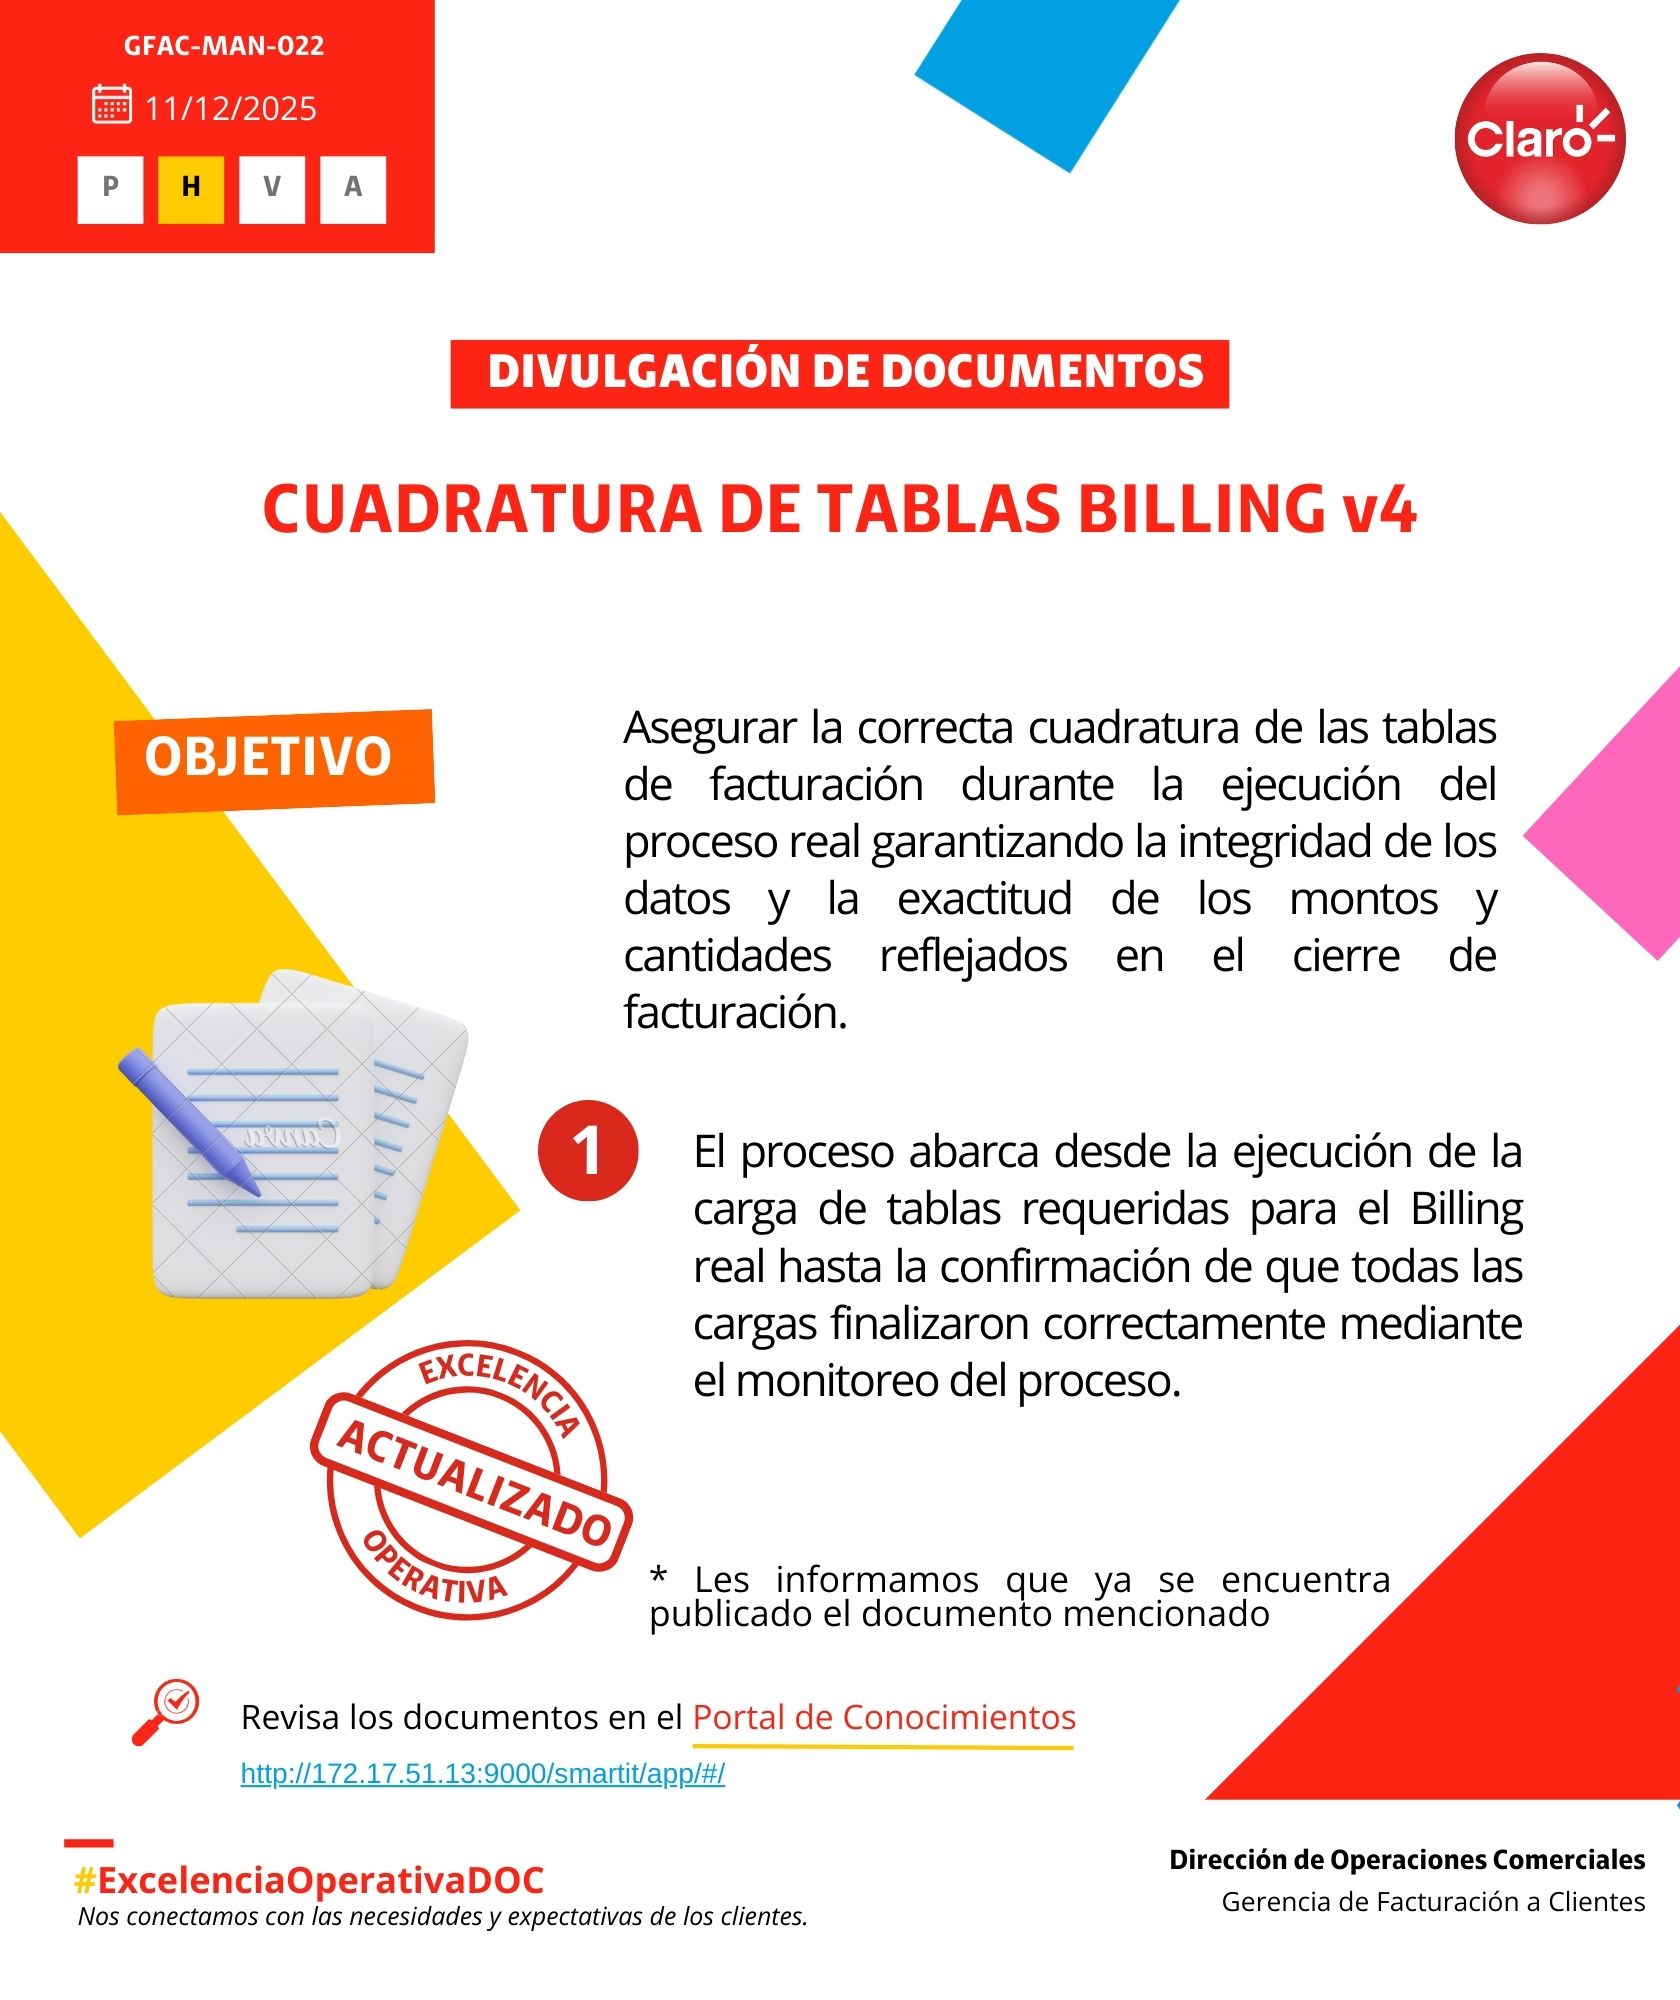 GFAC-MAN-022
11/12/2025
P H V A
Claro
DIVULGACIÓN DE DOCUMENTOS
CUADRATURA DE TABLAS BILLING v4
OBJETIVO
Asegurar la correcta cuadratura de las tablas
de facturación durante la ejecución del
proceso real garantizando la integridad de los
datos y la exactitud de los montos y
cantidades reflejados en el cierre de
facturación.
Canva
1
El proceso abarca desde la ejecución de la
carga de tablas requeridas para el Billing
real hasta la confirmación de que todas las
cargas finalizaron correctamente mediante
el monitoreo del proceso.
EXCELENCIA
ACTUALIZADO
OPERATIVA
* Les informamos que ya se encuentra
publicado el documento mencionado
Revisa los documentos en el Portal de Conocimientos
http://172.17.51.13:9000/smartit/app/#/
#ExcelenciaOperativaDOC
Nos conectamos con las necesidades y expectativas de los clientes.
Dirección de Operaciones Comerciales
Gerencia de Facturación a Clientes